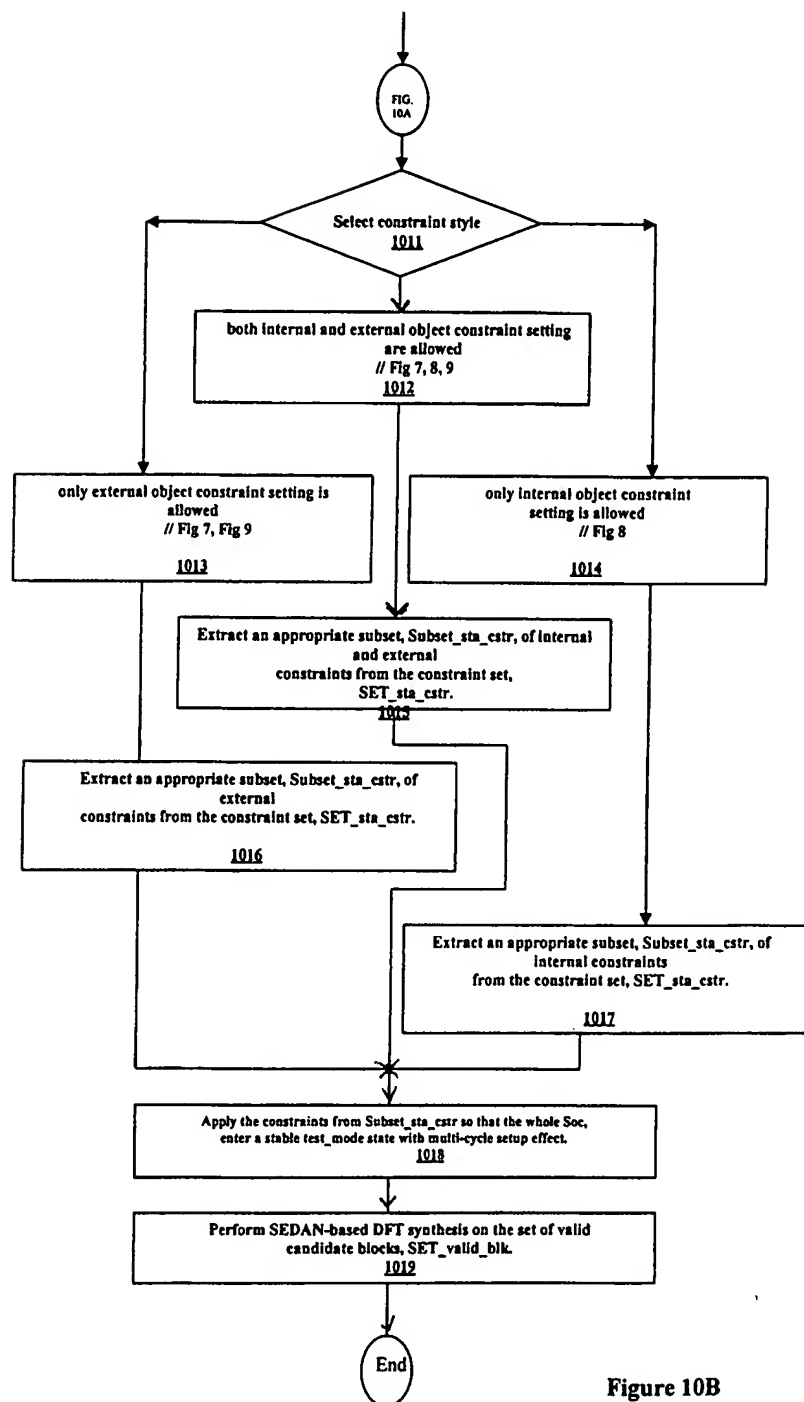 FIG.
10A
Select constraint style
1011
both internal and external object constraint setting
are allowed
// Fig 7, 8, 9
1012
only external object constraint setting is
allowed
// Fig 7, Fig 9
1013
only internal object constraint
setting is allowed
// Fig 8
1014
Extract an appropriate subset, Subset_sta_cstr, of internal
and external
constraints from the constraint set,
SET_sta_cstr.
1015
Extract an appropriate subset, Subset_sta_cstr, of
external
constraints from the constraint set, SET_sta_cstr.
1016
Extract an appropriate subset, Subset_sta_cstr, of
internal constraints
from the constraint set, SET_sta_cstr.
1017
Apply the constraints from Subset_sta_cstr so that the whole Soc,
enter a stable test_mode state with multi-cycle setup effect.
1018
Perform SEDAN-based DFT synthesis on the set of valid
candidate blocks, SET_valid_blk.
1019
End
Figure 10B